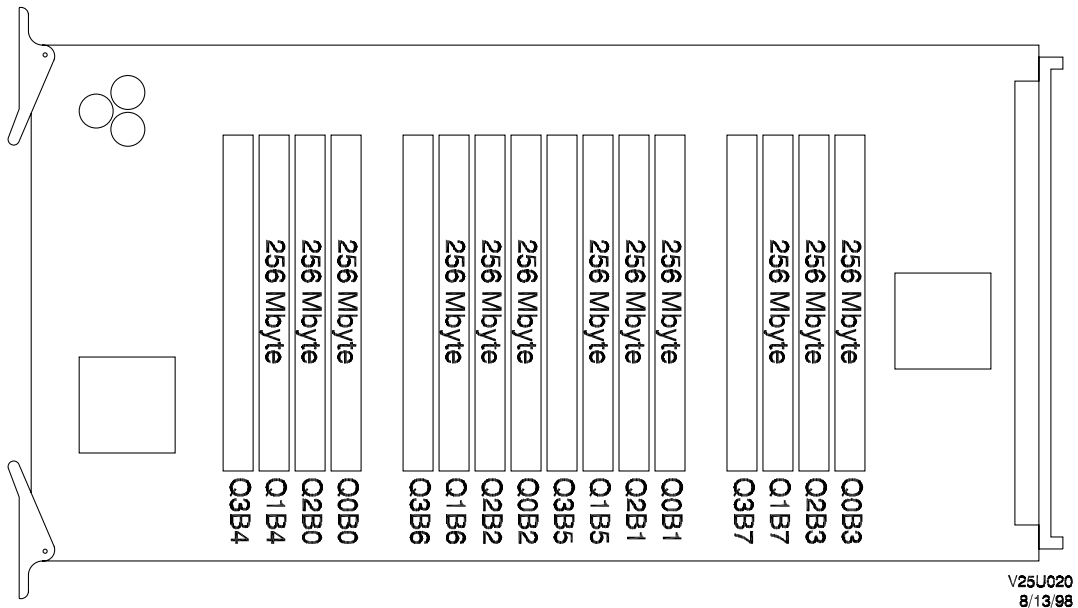 256 Mbyte
256 Mbyte
256 Mbyte
256 Mbyte
256 Mbyte
256 Mbyte
256 Mbyte
256 Mbyte
256 Mbyte
256 Mbyte
256 Mbyte
256 Mbyte
Q3B4
Q1B4
Q2B0
Q0B0
Q3B6
Q1B6
Q2B2
Q0B2
Q3B5
Q1B5
Q2B1
Q0B1
Q3B7
Q1B7
Q2B3
Q0B3
V25U020
8/13/98